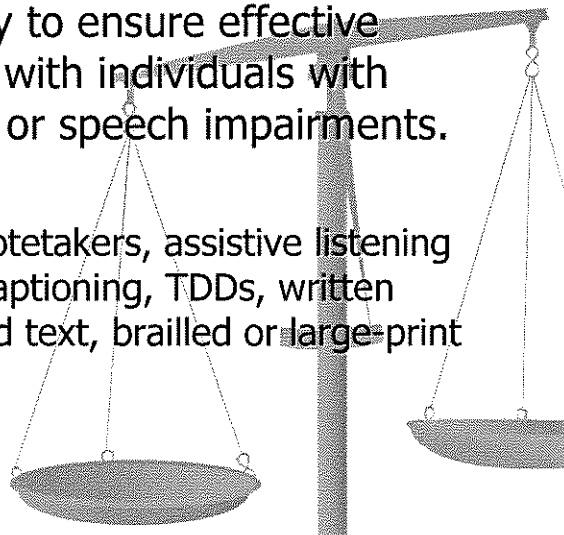 y to ensure effective
with individuals with
or speech impairments.
otetakers, assistive listening
aptioning, TDDs, written
d text, brailled or large-print